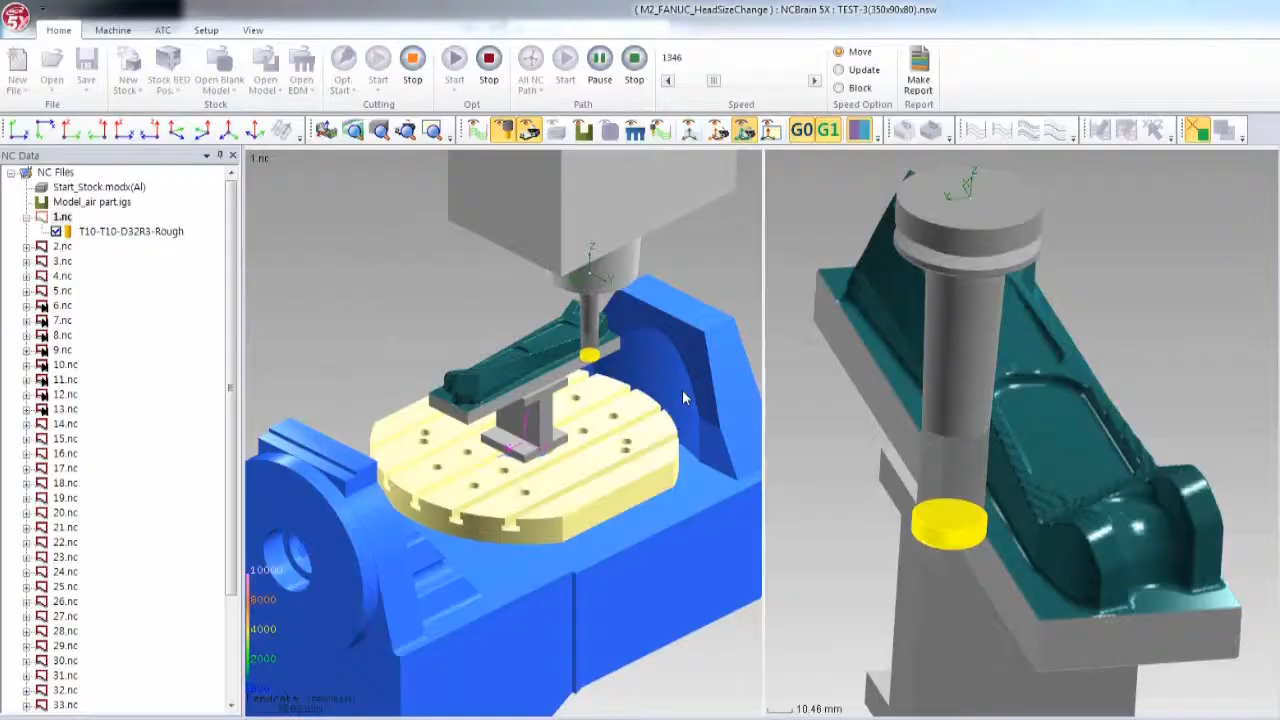 ( M2_FANUC_HeadSizeChange ) : NCBrain 5X : TEST-3(350x90x80).nsw
5X
Home Machine ATC Setup View
New File Open Save
File
New Stock Stock BED Pos. Open Blank Model Open Model Open EDM
Stock
Opt. Start Start Stop
Cutting
Start Stop
Opt
All NC Path Start Pause Stop
Path
1346
Speed
Move
Update
Block
Speed Option
Make Report
Report
G0 G1
NC Data
NC Files
Start_Stock.modx(Al)
Model_air part.igs
1.nc
T10-T10-D32R3-Rough
2.nc
3.nc
4.nc
5.nc
6.nc
7.nc
8.nc
9.nc
10.nc
11.nc
12.nc
13.nc
14.nc
15.nc
16.nc
17.nc
18.nc
19.nc
20.nc
21.nc
22.nc
23.nc
24.nc
25.nc
26.nc
27.nc
28.nc
29.nc
30.nc
31.nc
32.nc
33.nc
1.nc
Z
Y
10000
8000
4000
2000
Z
10.46 mm